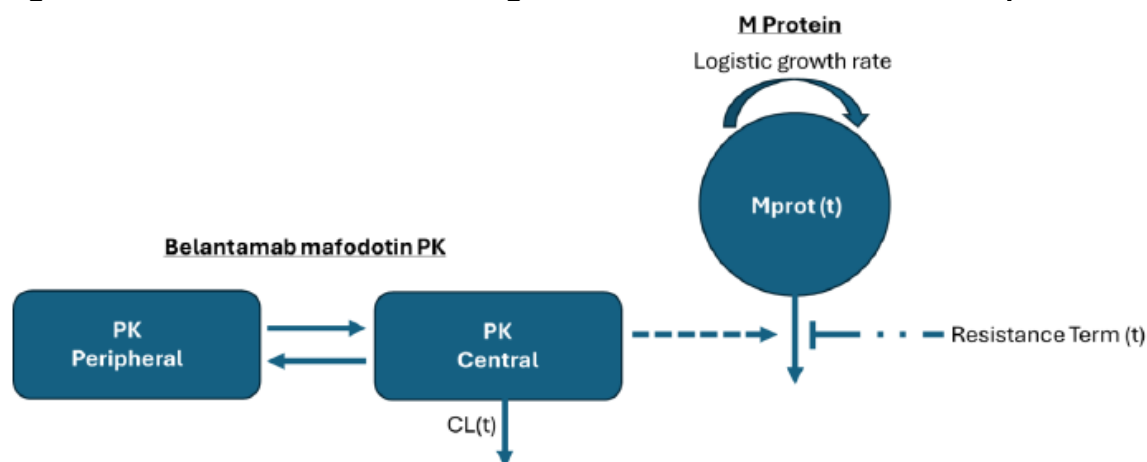 M Protein
Logistic growth rate
Mprot (t)
Belantamab mafodotin PK
PK
Peripheral
PK
Central
Resistance Term (t)
CL(t)